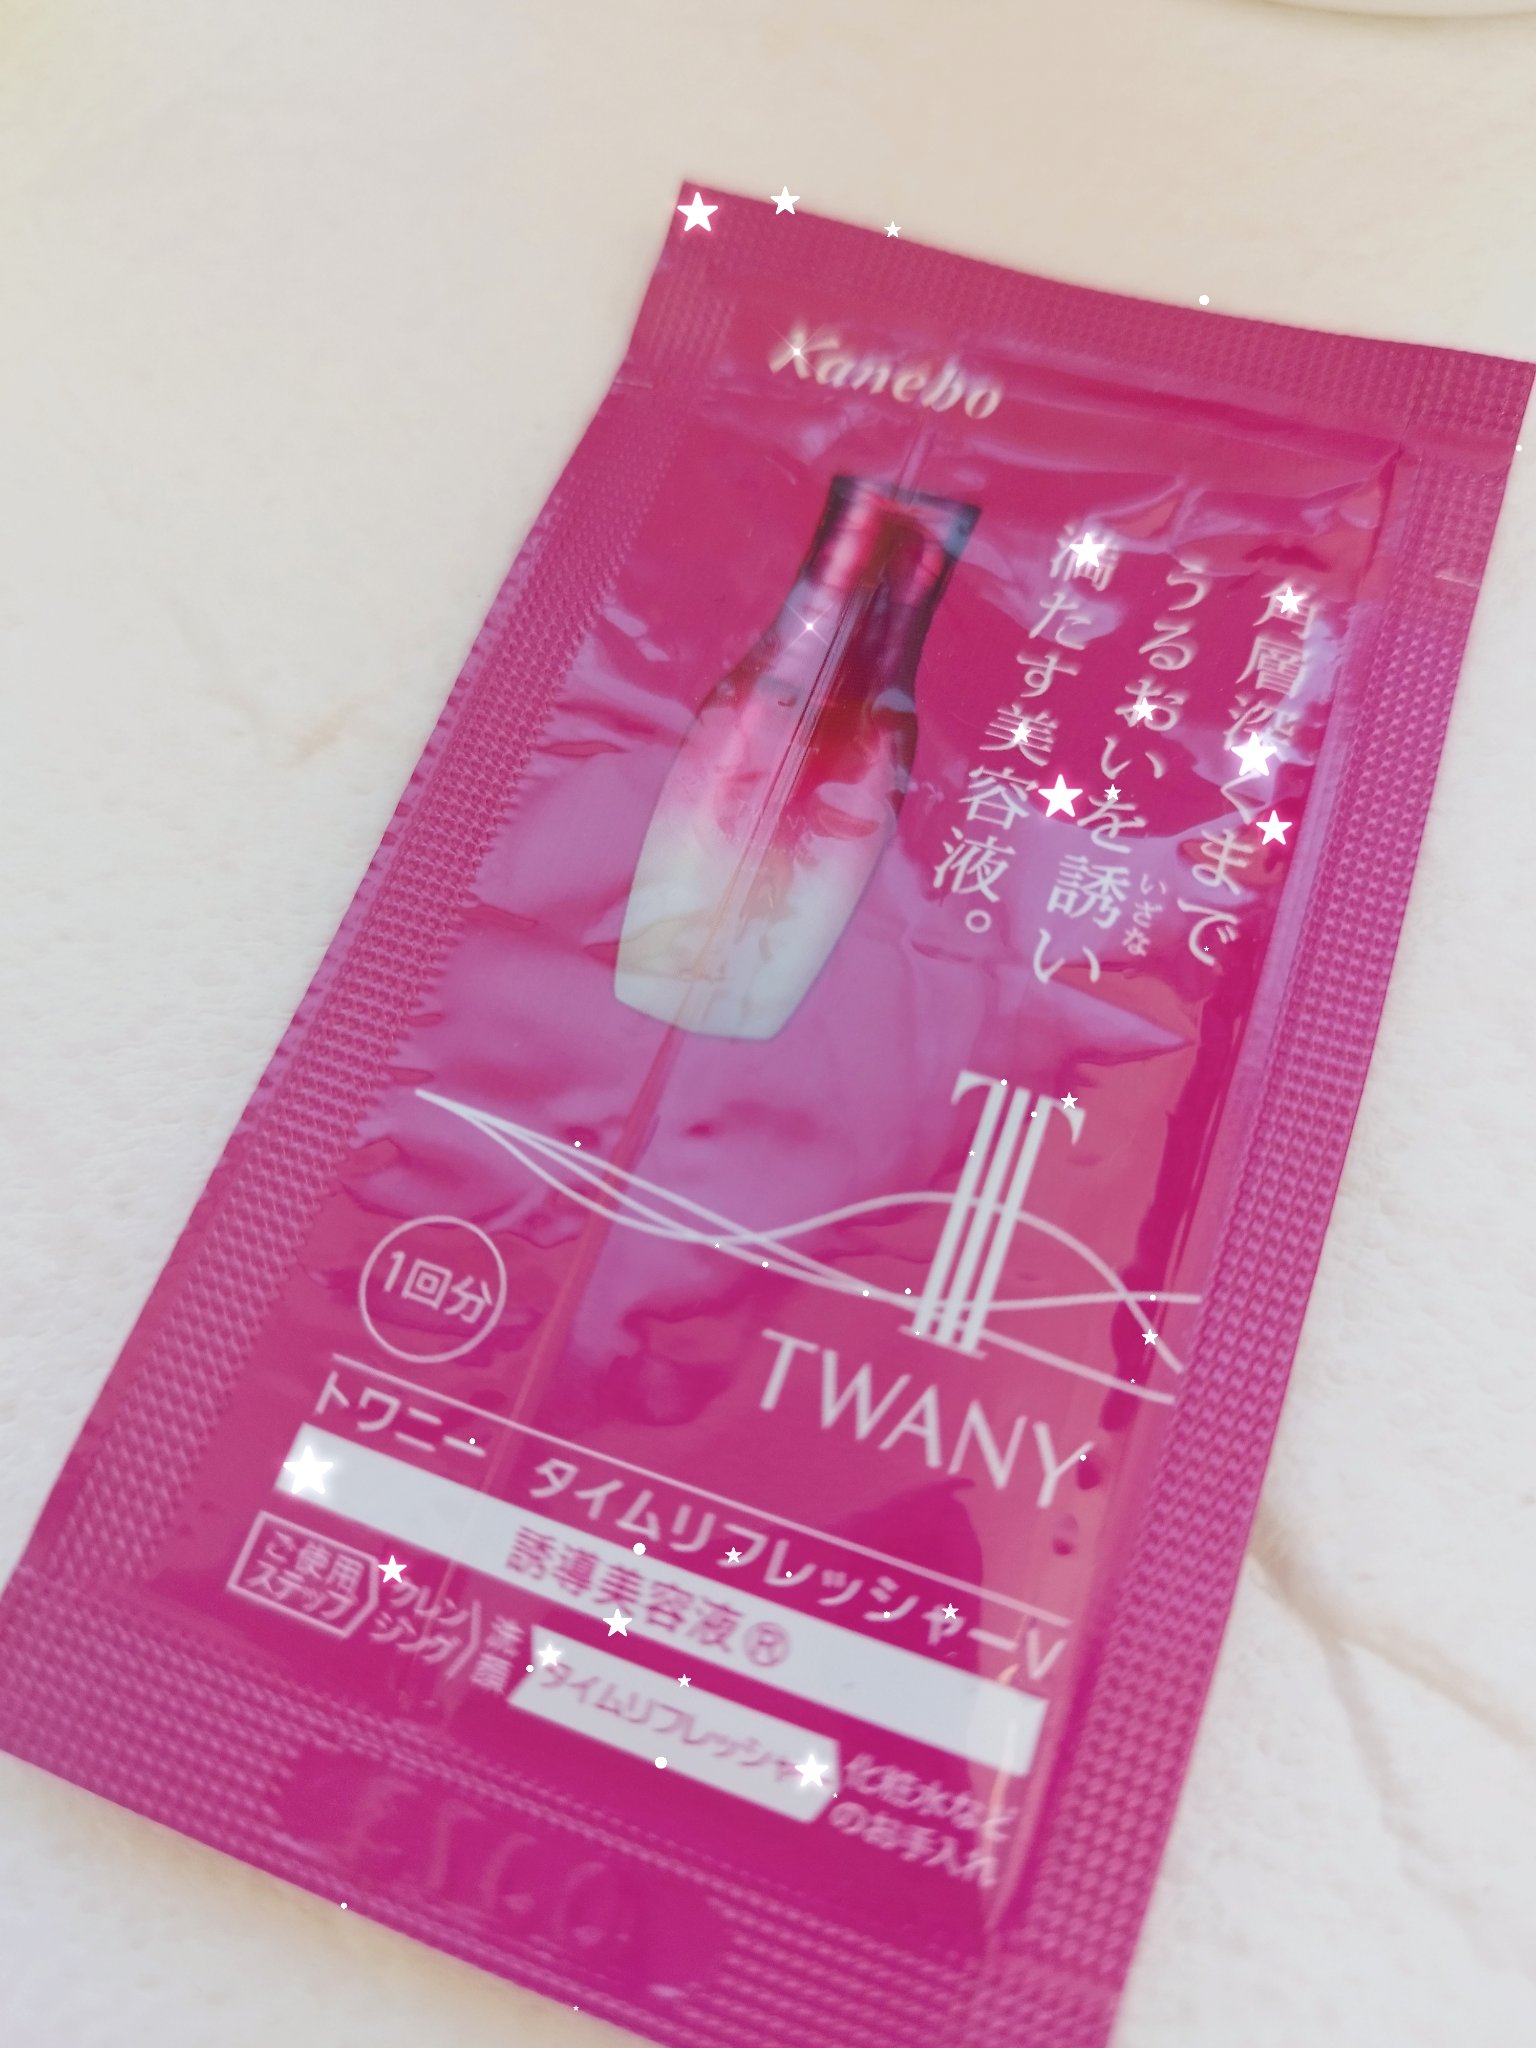 Kanebo
角層深くまで
うるおいを誘い
いざな
満たす美容液。
TWANY
1回分
トワニー タイムリフレッシャーV
誘導美容液Ⓡ
ご使用
ステップ
クレン
ジング
洗
顔
タイムリフレッシャー
化粧水など
のお手入れ